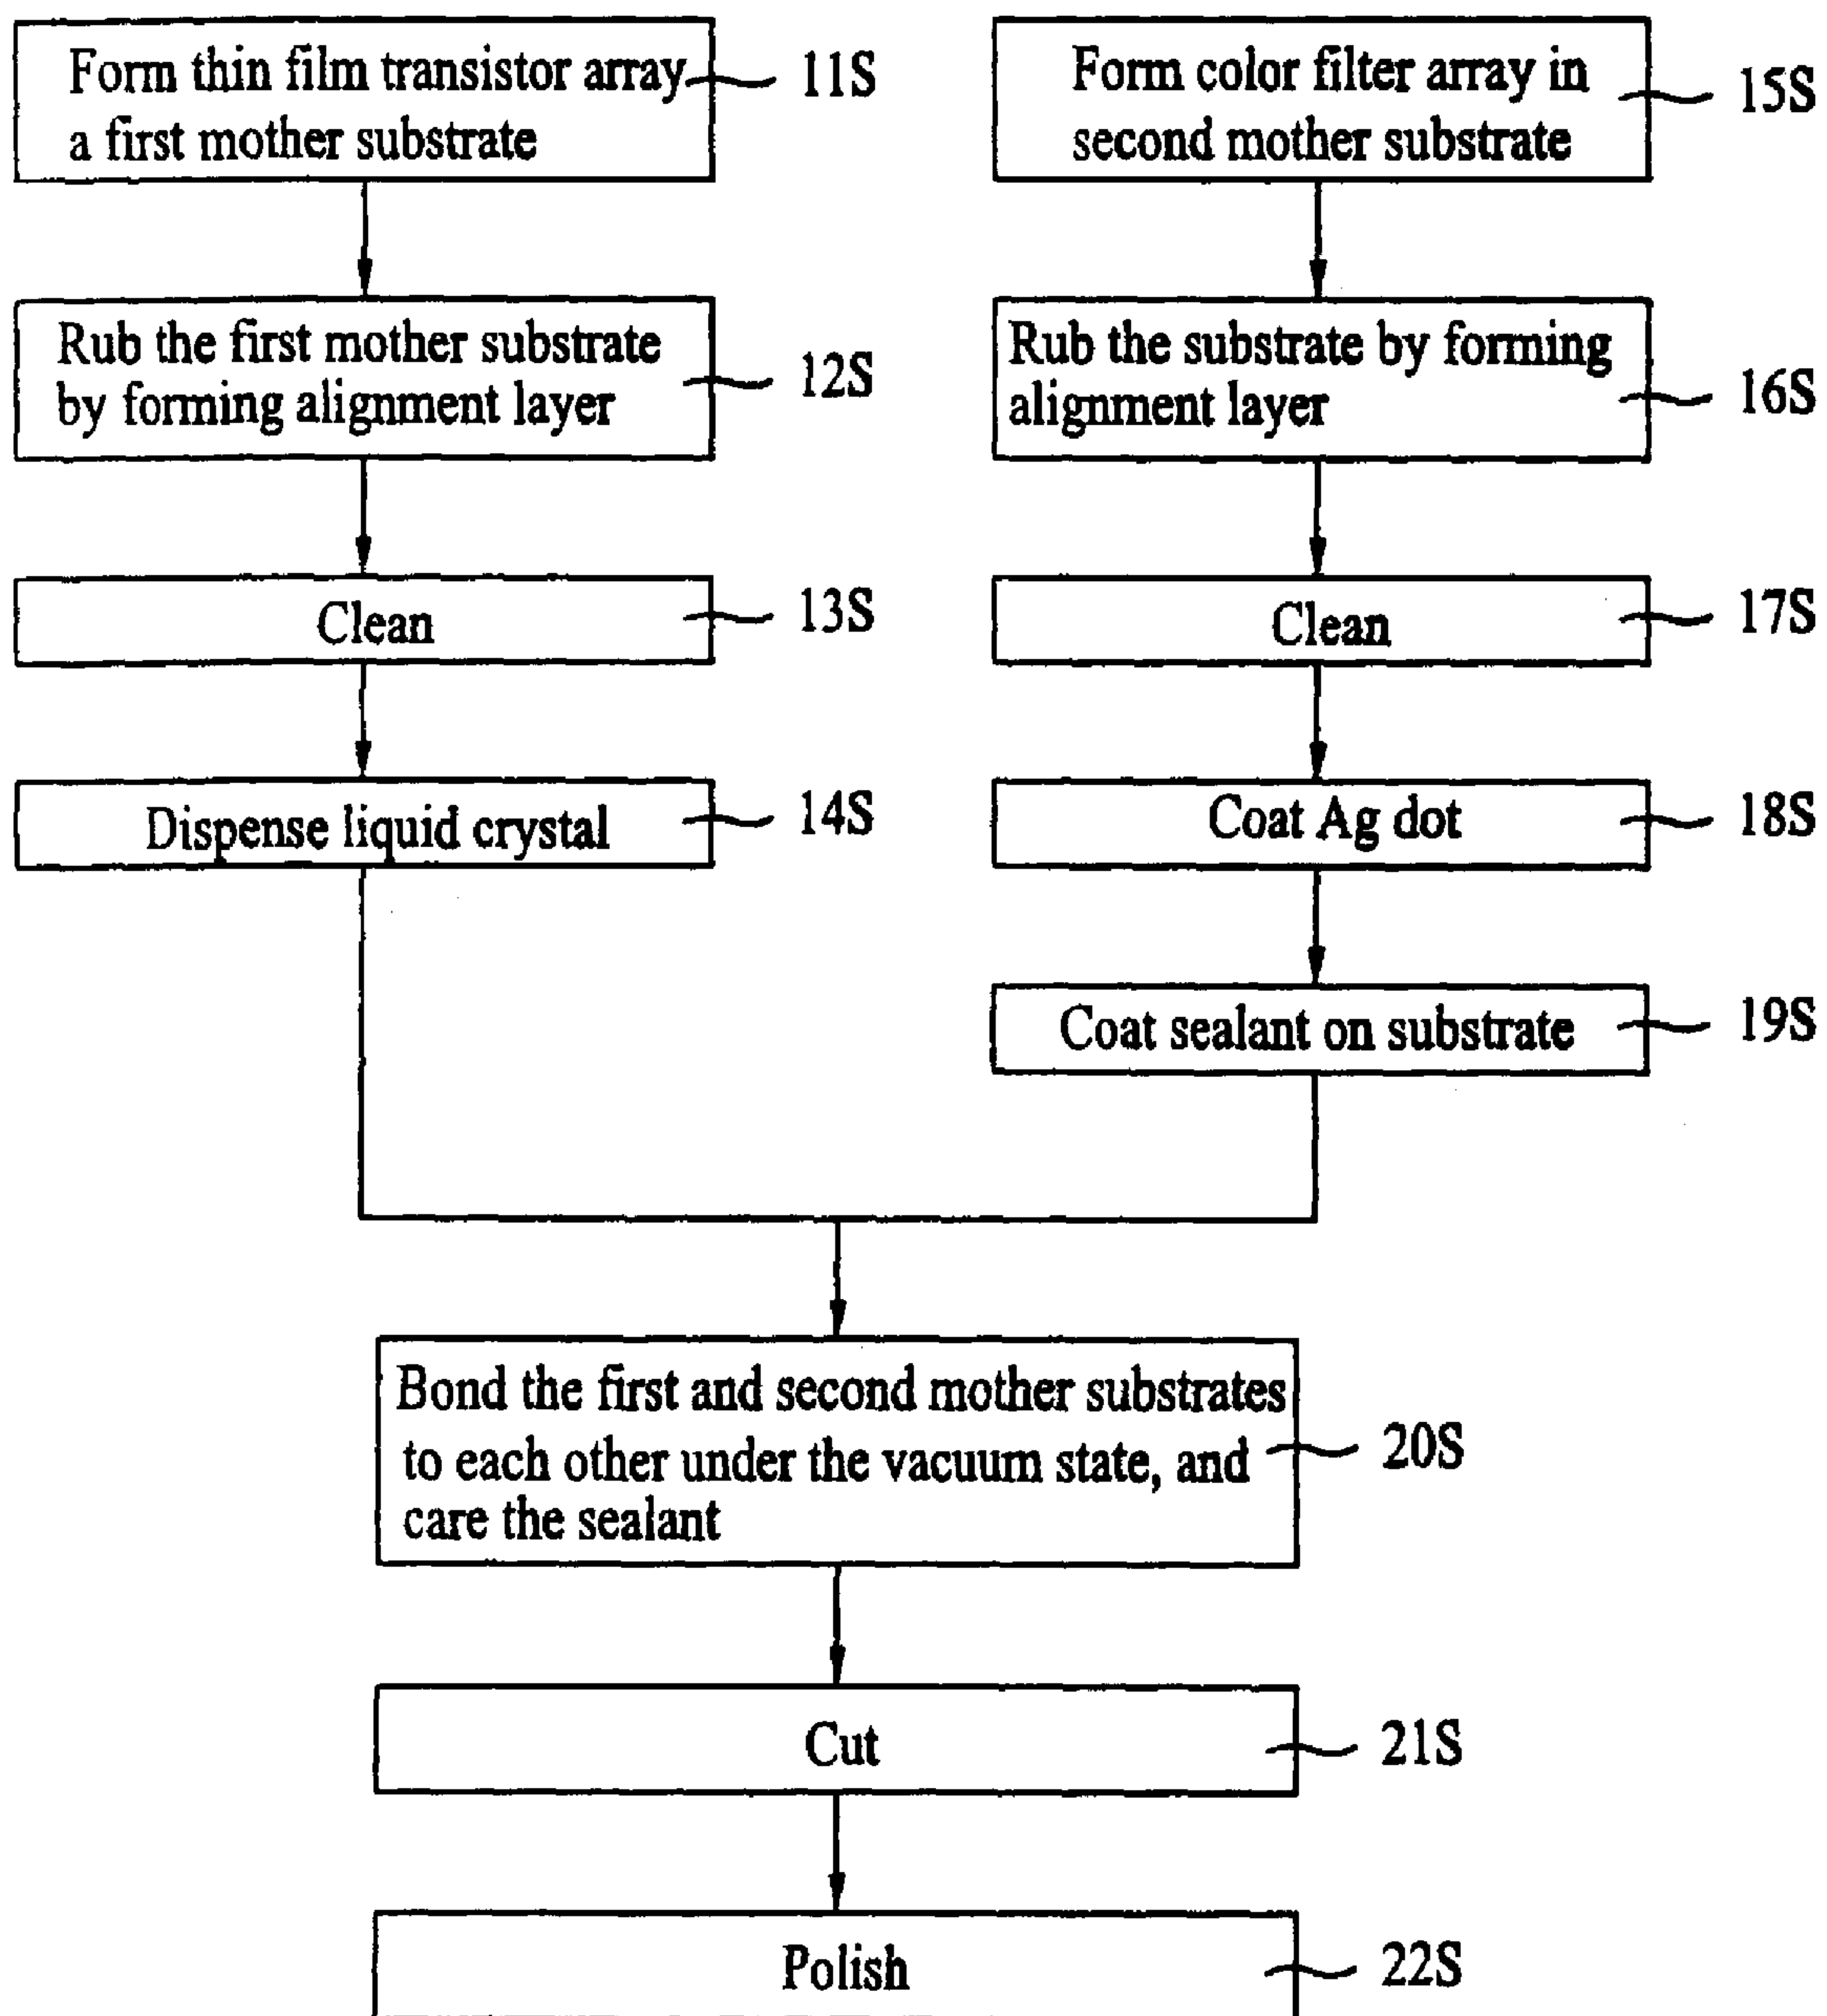 Form thin film transistor array
a first mother substrate
11S
Rub the first mother substrate
by forming alignment layer
12S
Clean
13S
Dispense liquid crystal
14S
Form color filter array in
second mother substrate
15S
Rub the substrate by forming
alignment layer
16S
Clean
17S
Coat Ag dot
18S
Coat sealant on substrate
19S
Bond the first and second mother substrates
to each other under the vacuum state, and
care the sealant
20S
Cut
21S
Polish
22S